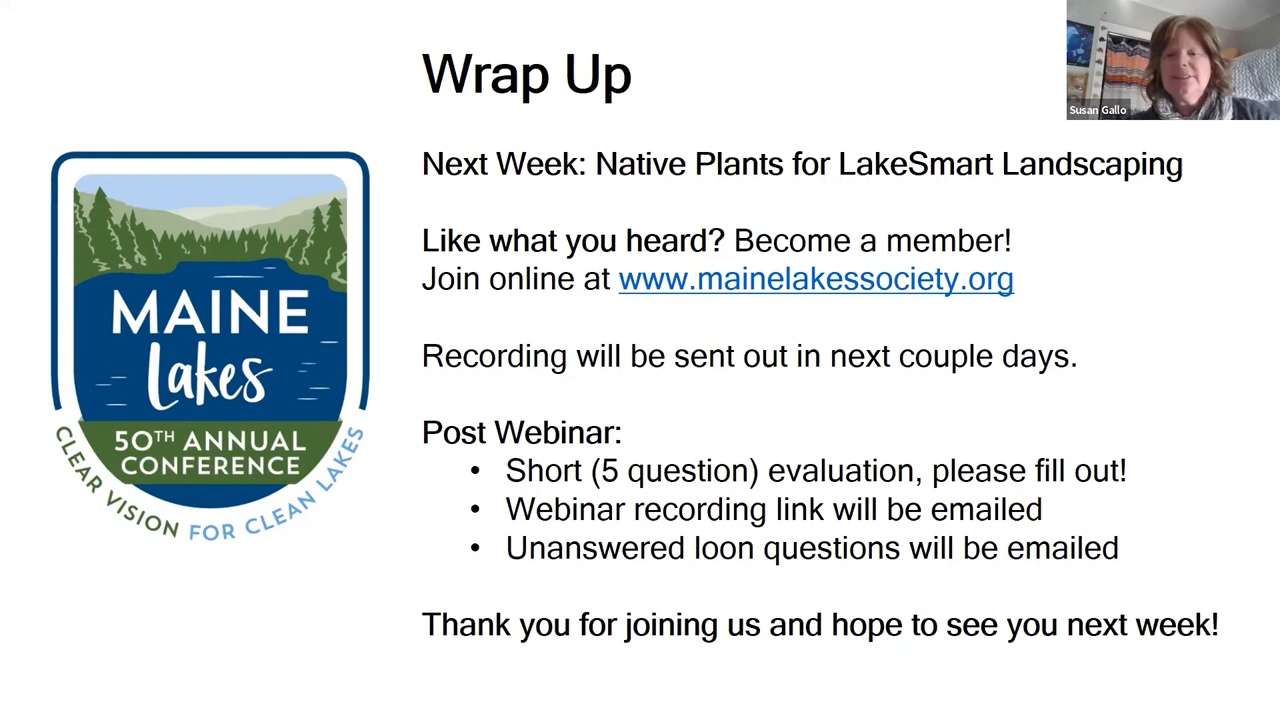 Wrap Up
Susan Gallo
Next Week: Native Plants for LakeSmart Landscaping
Like what you heard? Become a member!
Join online at www.mainelakessociety.org
Recording will be sent out in next couple days.
Post Webinar:
• Short (5 question) evaluation, please fill out!
• Webinar recording link will be emailed
• Unanswered loon questions will be emailed
Thank you for joining us and hope to see you next week!
MAINE
Lakes
50TH ANNUAL
CONFERENCE
CLEAR VISION FOR CLEAN LAKES